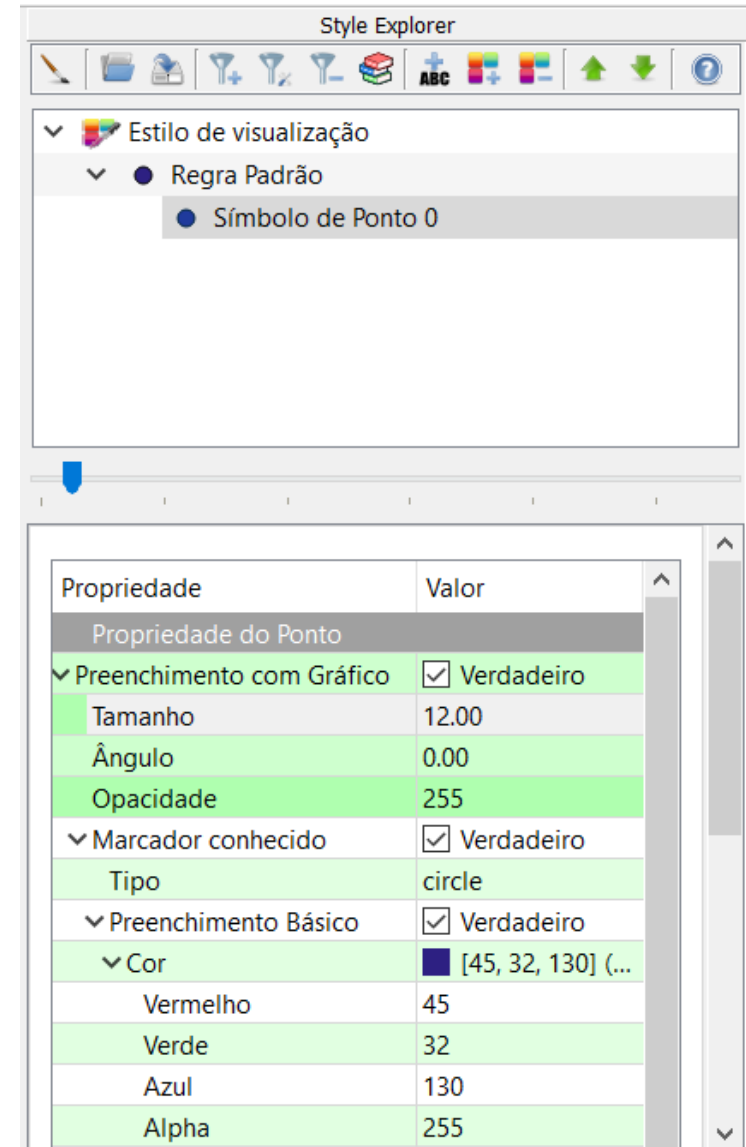 Style Explorer
ABC
Estilo de visualização
Regra Padrão
Símbolo de Ponto 0
Propriedade Valor
Propriedade do Ponto
Preenchimento com Gráfico Verdadeiro
Tamanho 12.00
Ângulo 0.00
Opacidade 255
Marcador conhecido Verdadeiro
Tipo circle
Preenchimento Básico Verdadeiro
Cor [45, 32, 130] (...
Vermelho 45
Verde 32
Azul 130
Alpha 255